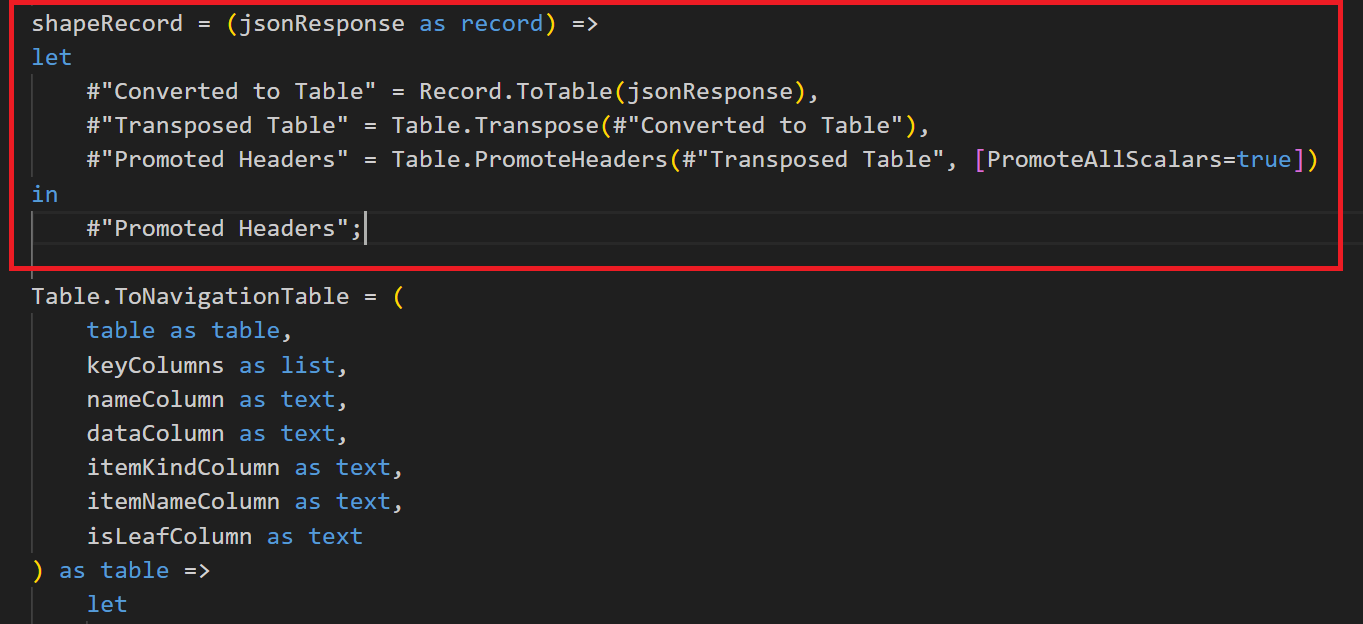 shapeRecord = (jsonResponse as record) =>
let
    #"Converted to Table" = Record.ToTable(jsonResponse),
    #"Transposed Table" = Table.Transpose(#"Converted to Table"),
    #"Promoted Headers" = Table.PromoteHeaders(#"Transposed Table", [PromoteAllScalars=true])
in
    #"Promoted Headers";
Table.ToNavigationTable = (
    table as table,
    keyColumns as list,
    nameColumn as text,
    dataColumn as text,
    itemKindColumn as text,
    itemNameColumn as text,
    isLeafColumn as text
) as table =>
    let